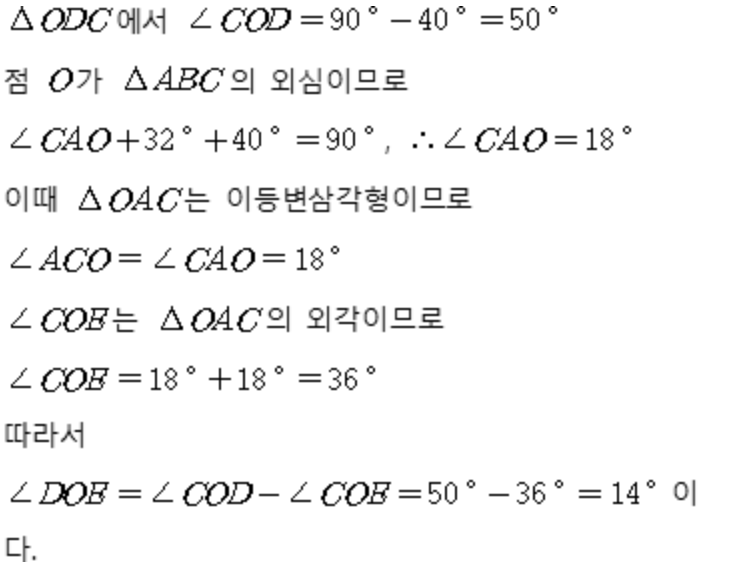 △ODC에서 ∠COD=90°-40°=50°
점 O가 △ABC의 외심이므로
∠CAO+32°+40°=90°, ∴∠CAO=18°
이때 △OAC는 이등변삼각형이므로
∠ACO=∠CAO=18°
∠COE는 △OAC의 외각이므로
∠COE=18°+18°=36°
따라서
∠DOE=∠COD-∠COE=50°-36°=14° 이
다.